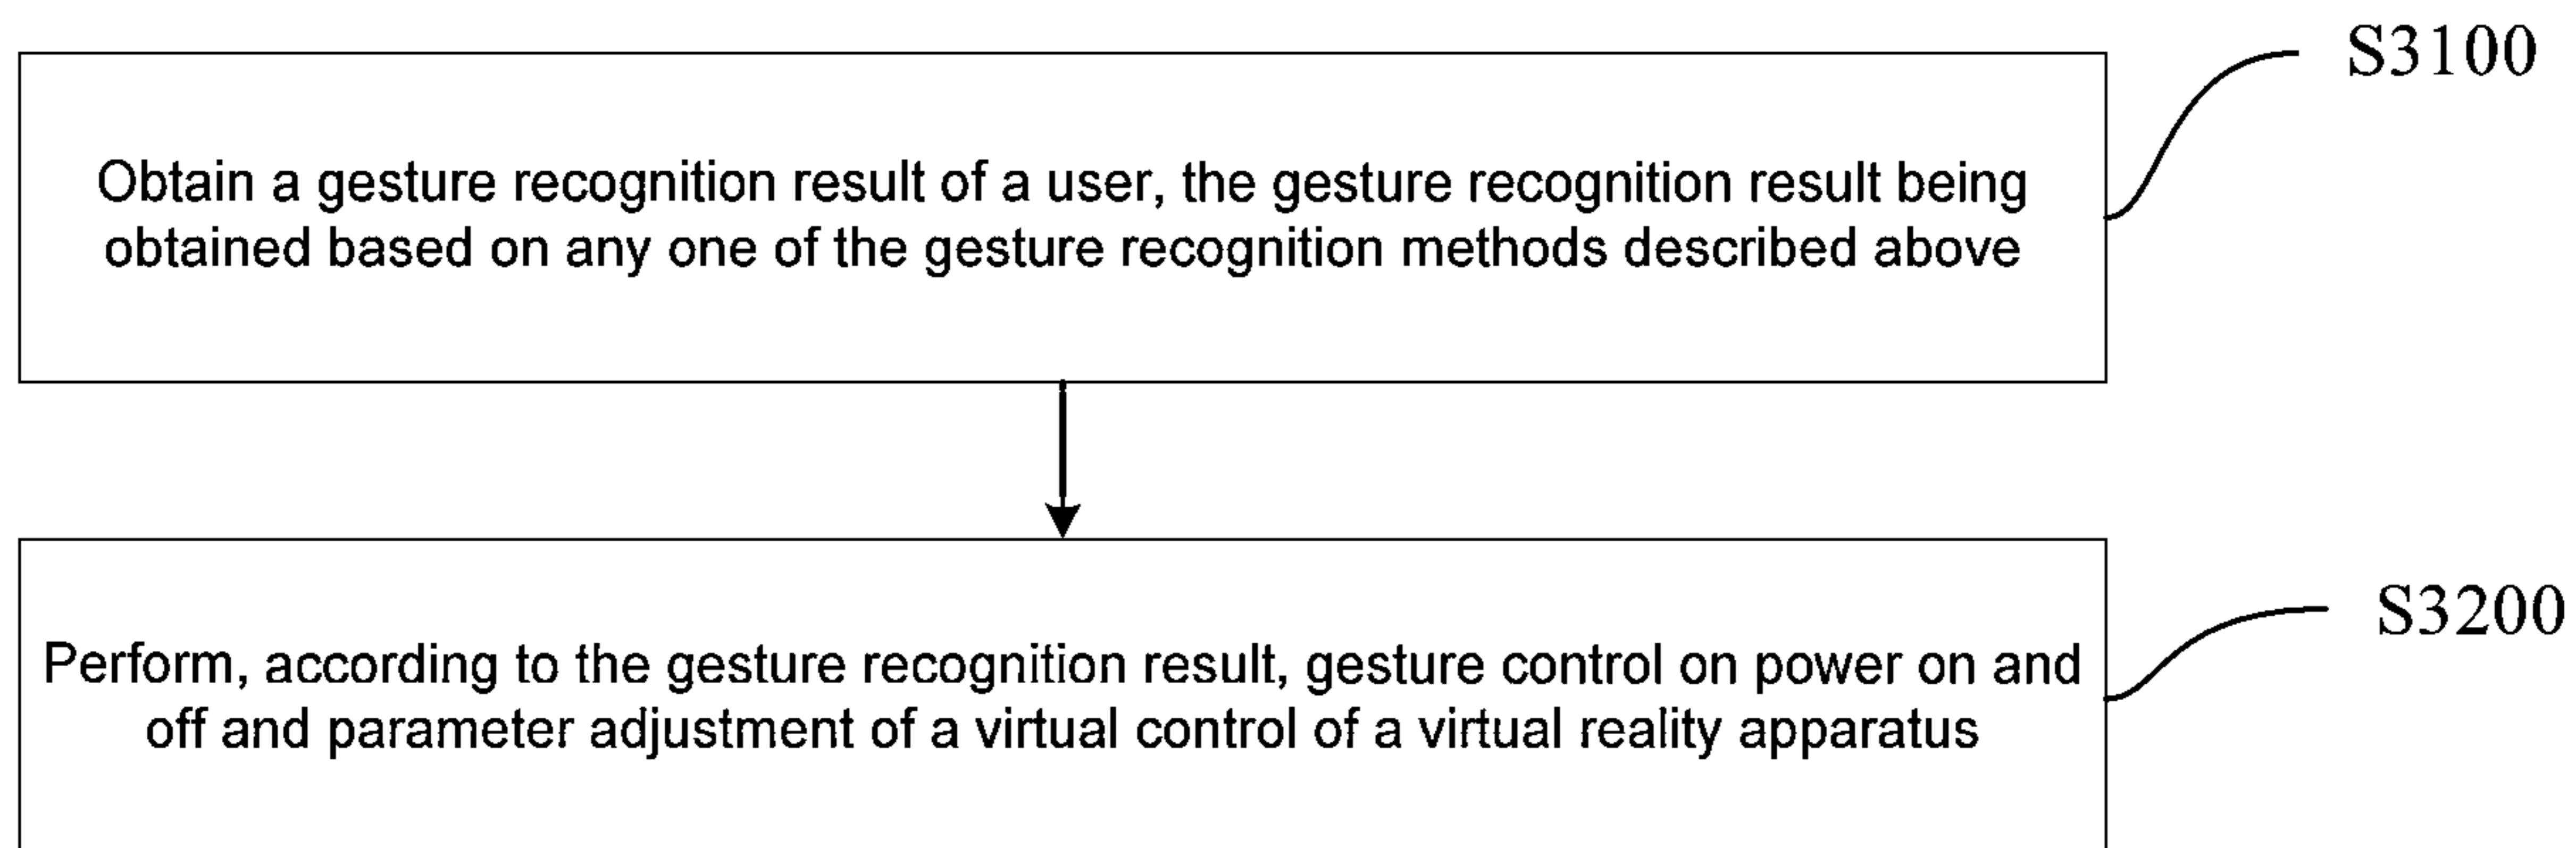 S3100
Obtain a gesture recognition result of a user, the gesture recognition result being
obtained based on any one of the gesture recognition methods described above
S3200
Perform, according to the gesture recognition result, gesture control on power on and
off and parameter adjustment of a virtual control of a virtual reality apparatus